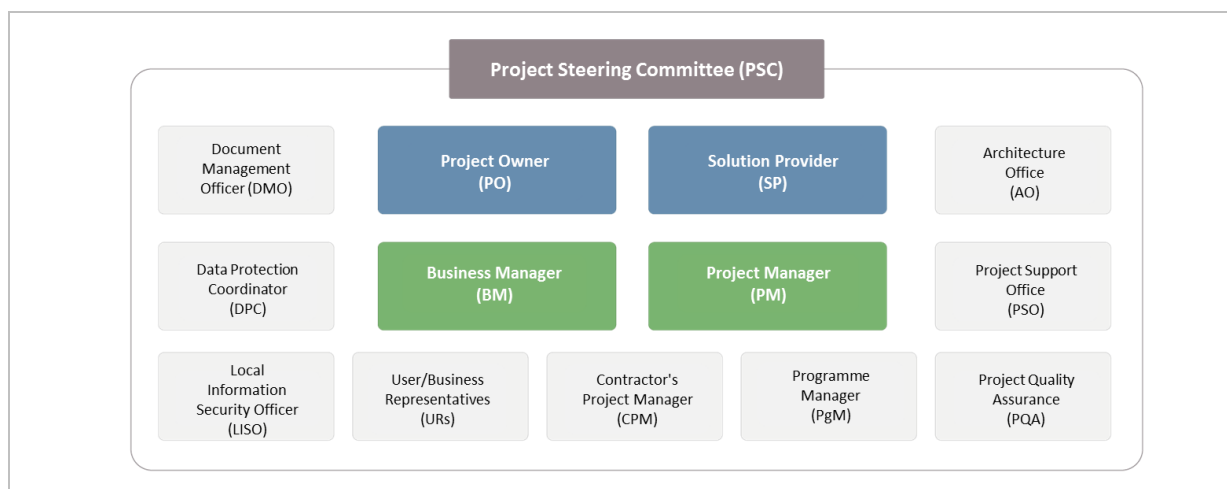 Project Steering Committee (PSC)
Document
Management
Officer (DMO)
Project Owner
(PO)
Solution Provider
(SP)
Architecture
Office
(AO)
Data Protection
Coordinator
(DPC)
Business Manager
(BM)
Project Manager
(PM)
Project Support
Office
(PSO)
Local
Information
Security Officer
(LISO)
User/Business
Representatives
(URs)
Contractor's
Project Manager
(CPM)
Programme
Manager
(PgM)
Project Quality
Assurance
(PQA)